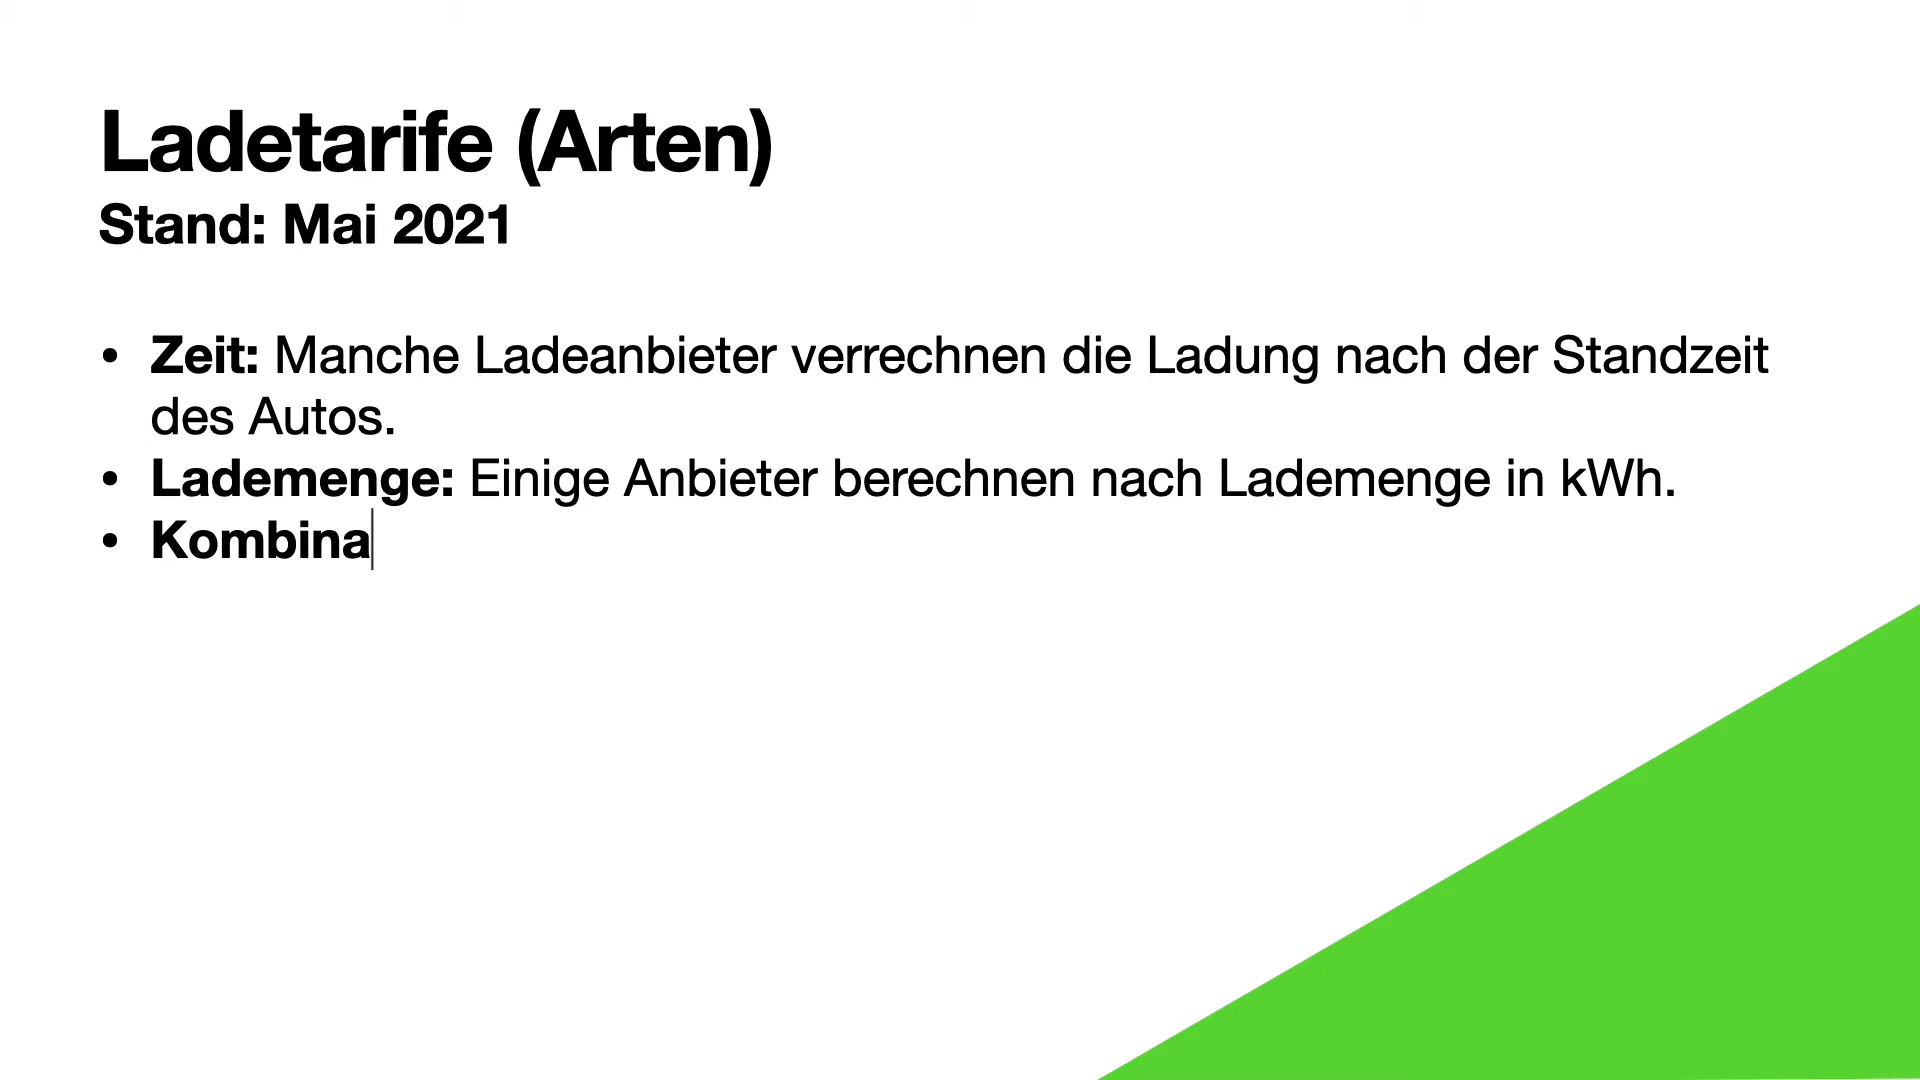 Ladetarife (Arten)
Stand: Mai 2021
• Zeit: Manche Ladeanbieter verrechnen die Ladung nach der Standzeit
des Autos.
• Lademenge: Einige Anbieter berechnen nach Lademenge in kWh.
• Kombina